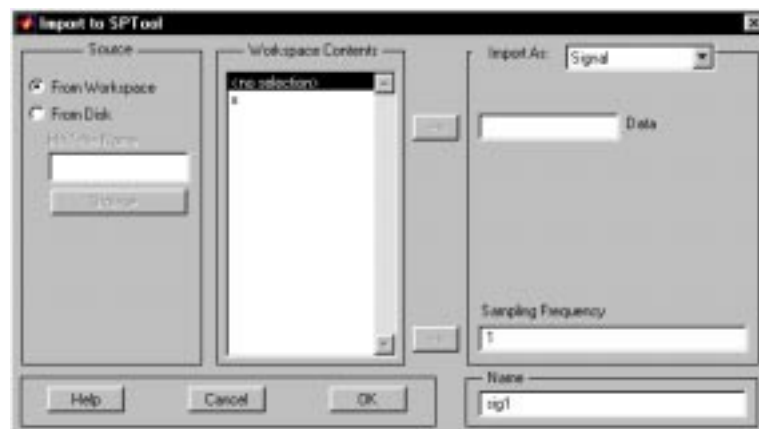 Import to SPTool
Source
From Workspace
From Disk
Workspace Contents
<no selection>
Import As:
Signal
Data
Sampling Frequency
1
Help
Cancel
OK
Name
sig1